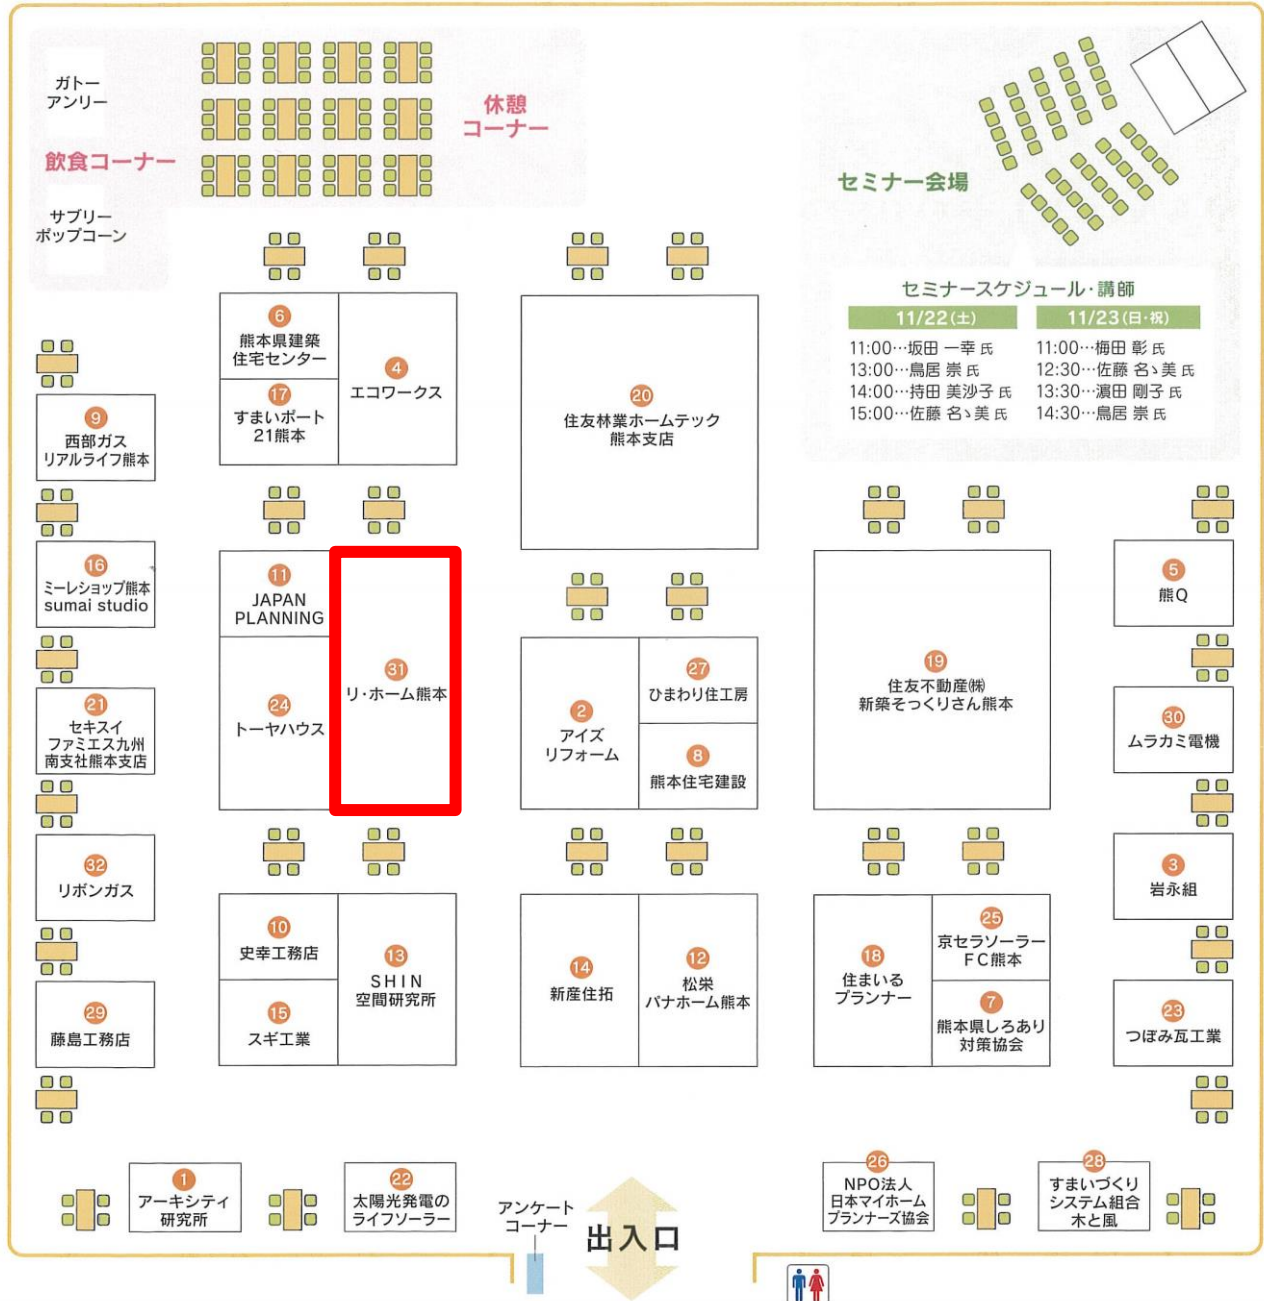 ガトー
アンリー
飲食コーナー
サブリー
ポップコーン
休憩
コーナー
セミナー会場
セミナースケジュール・講師
11/22(土)
11:00…坂田 一幸 氏
13:00…鳥居 崇 氏
14:00…持田 美沙子 氏
15:00…佐藤 名ゝ美 氏
11/23(日・祝)
11:00…梅田 彰 氏
12:30…佐藤 名ゝ美 氏
13:30…濵田 剛子 氏
14:30…鳥居 崇 氏
6
熊本県建築
住宅センター
17
すまいポート
21熊本
4
エコワークス
20
住友林業ホームテック
熊本支店
9
西部ガス
リアルライフ熊本
16
ミーレショップ熊本
sumai studio
21
セキスイ
ファミエス九州
南支社熊本支店
32
リボンガス
29
藤島工務店
11
JAPAN
PLANNING
24
トーヤハウス
31
リ・ホーム熊本
2
アイズ
リフォーム
27
ひまわり住工房
8
熊本住宅建設
19
住友不動産㈱
新築そっくりさん熊本
5
熊Q
30
ムラカミ電機
3
岩永組
23
つぼみ瓦工業
10
史幸工務店
15
スギ工業
13
SHIN
空間研究所
14
新産住拓
12
松栄
パナホーム熊本
18
住まいる
プランナー
25
京セラソーラー
FC熊本
7
熊本県しろあり
対策協会
1
アーキシティ
研究所
22
太陽光発電の
ライフソーラー
アンケート
コーナー
出入口
26
NPO法人
日本マイホーム
プランナーズ協会
28
すまいづくり
システム組合
木と風